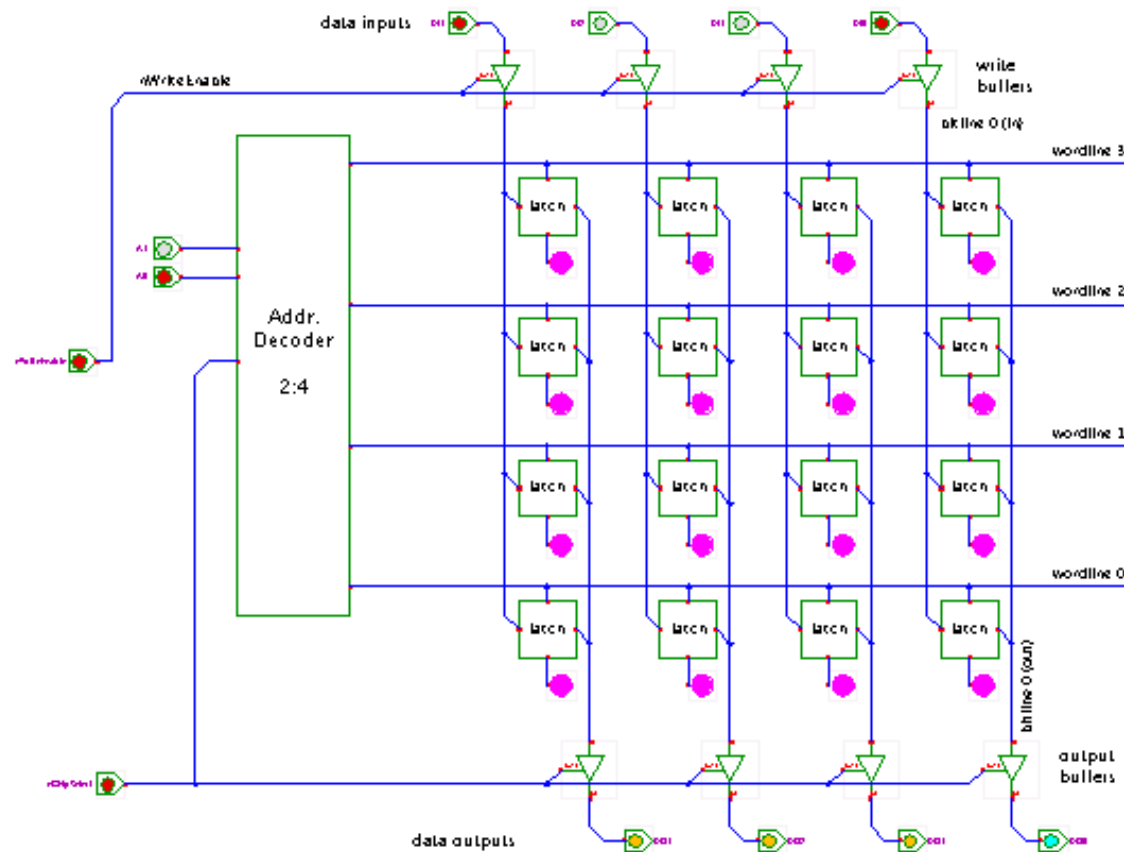 data inputs
nWriteEnable
write
buffers
bitline 0 (in)
wordline 3
latch latch latch latch
A1
A0
wordline 2
Addr.
Decoder
2:4
latch latch latch latch
wordline 1
latch latch latch latch
wordline 0
latch latch latch latch
bitline 0 (out)
output
buffers
data outputs